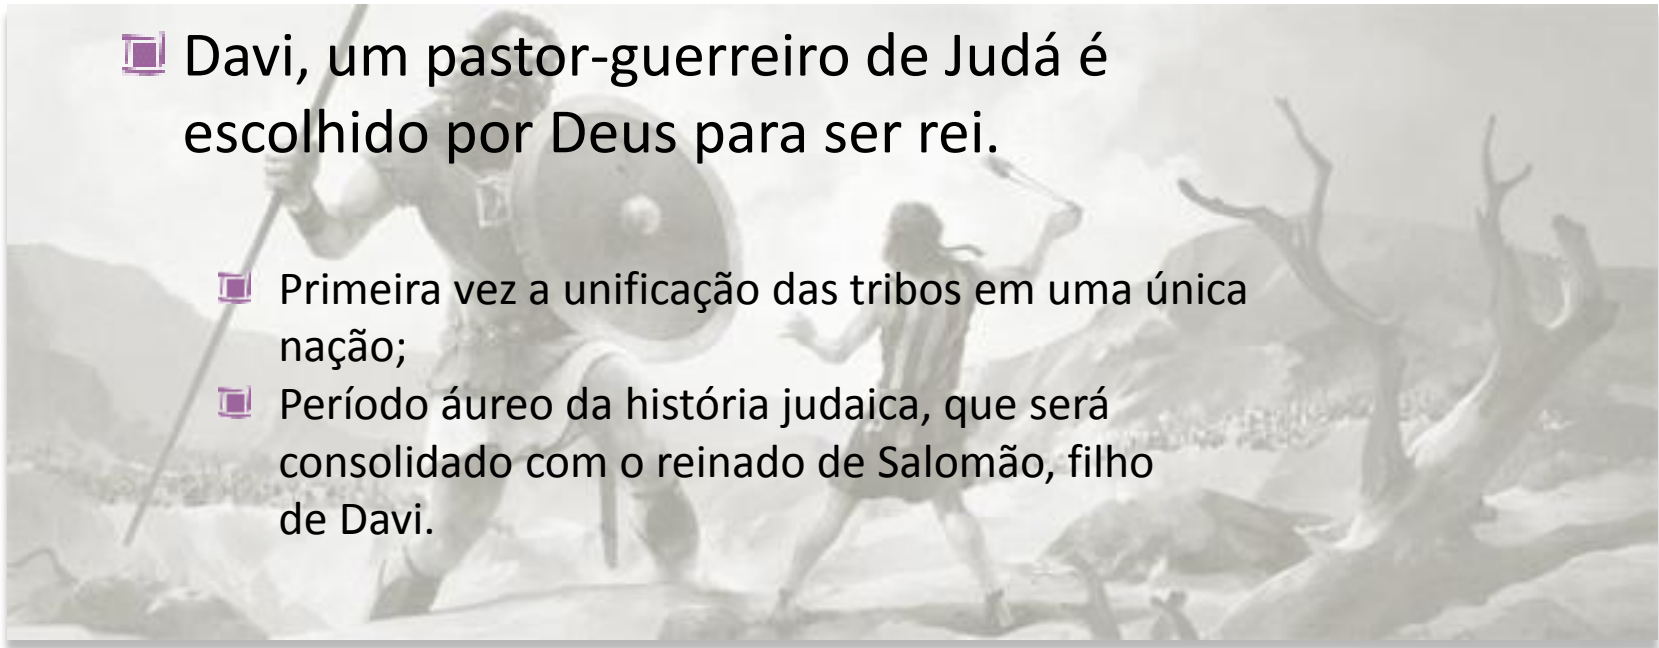 Davi, um pastor-guerreiro de Judá é
escolhido por Deus para ser rei.
Primeira vez a unificação das tribos em uma única
nação;
Período áureo da história judaica, que será
consolidado com o reinado de Salomão, filho
de Davi.